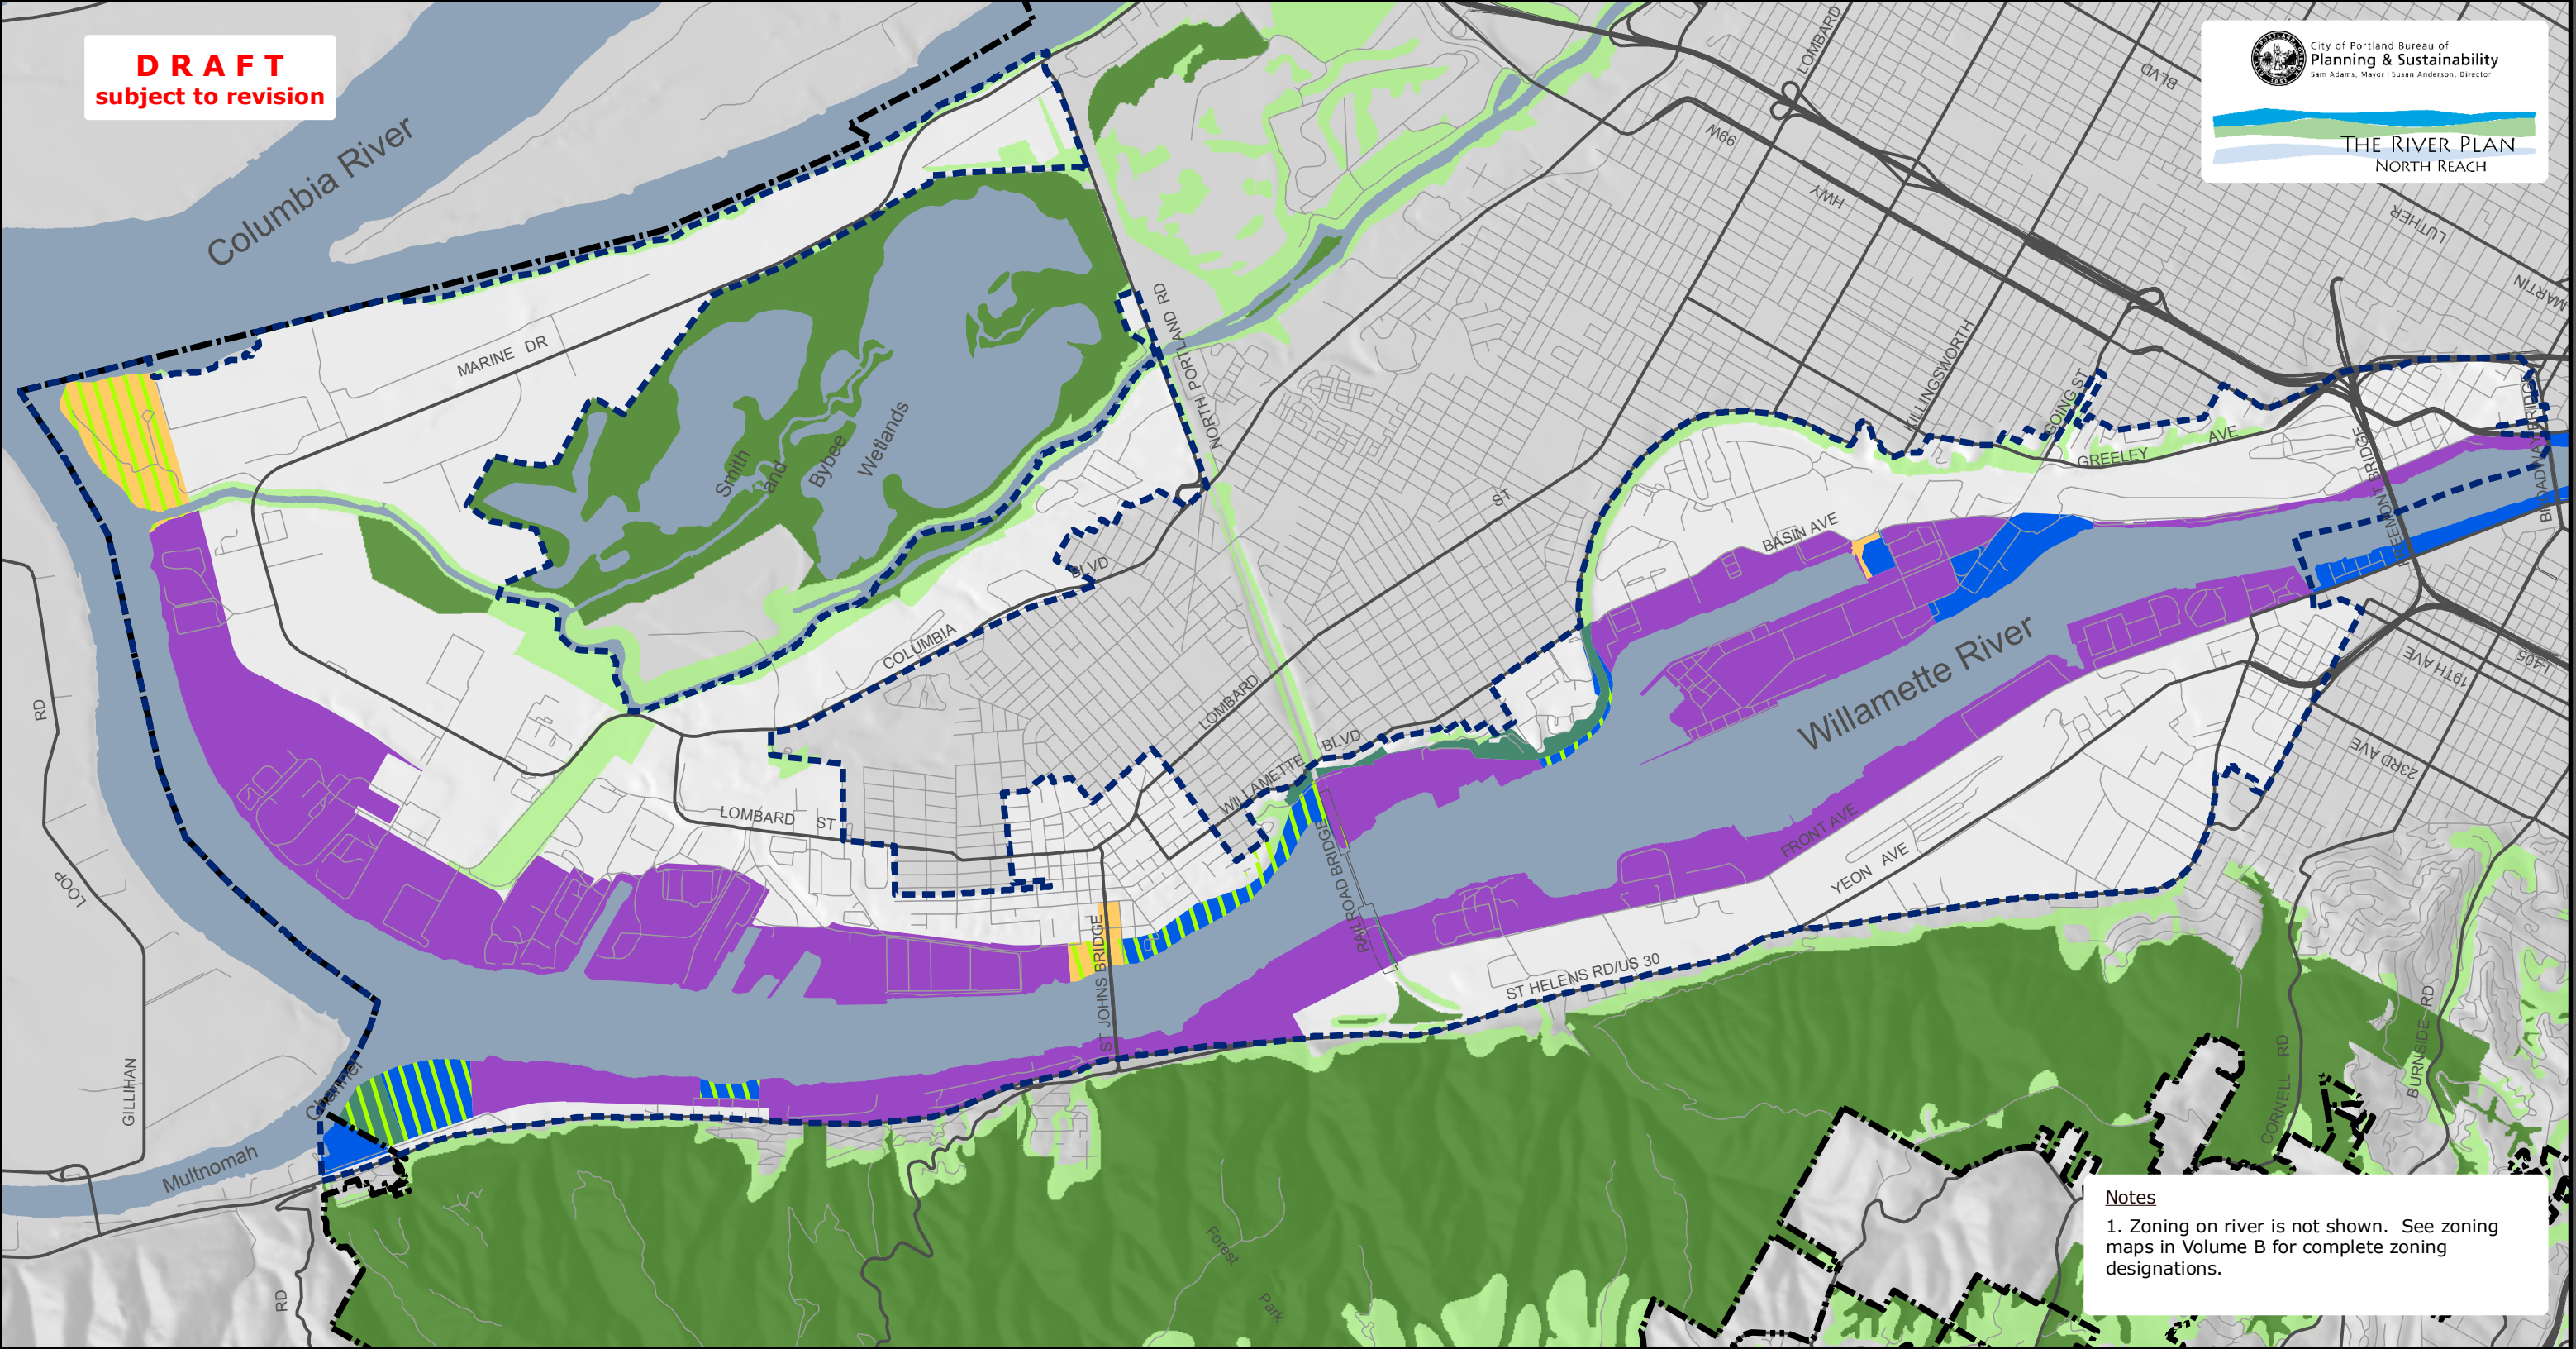 DRAFT
subject to revision
City of Portland Bureau of
Planning & Sustainability
Sam Adams, Mayor | Susan Anderson, Director
THE RIVER PLAN
NORTH REACH
Columbia River
LOMBARD
BLVD
99W
HWY
LUTHER
MARTIN
MARINE DR
NORTH PORTLAND RD
KILLINGSWORTH
GOING ST
GREELEY AVE
FREEMONT BRIDGE
BROADWAY BRIDGE
Smith
and
Bybee
Wetlands
ST
BASIN AVE
BLVD
COLUMBIA
LOMBARD
Willamette River
I-405
19TH AVE
23RD AVE
RD
BLVD
WILLAMETTE
LOMBARD ST
FRONT AVE
YEON AVE
RAILROAD BRIDGE
LOOP
ST JOHNS BRIDGE
ST HELENS RD/US 30
GILLIHAN
Channel
Multnomah
CORNELL RD
BURNSIDE RD
RD
Forest
Park
Notes
1. Zoning on river is not shown. See zoning
maps in Volume B for complete zoning
designations.